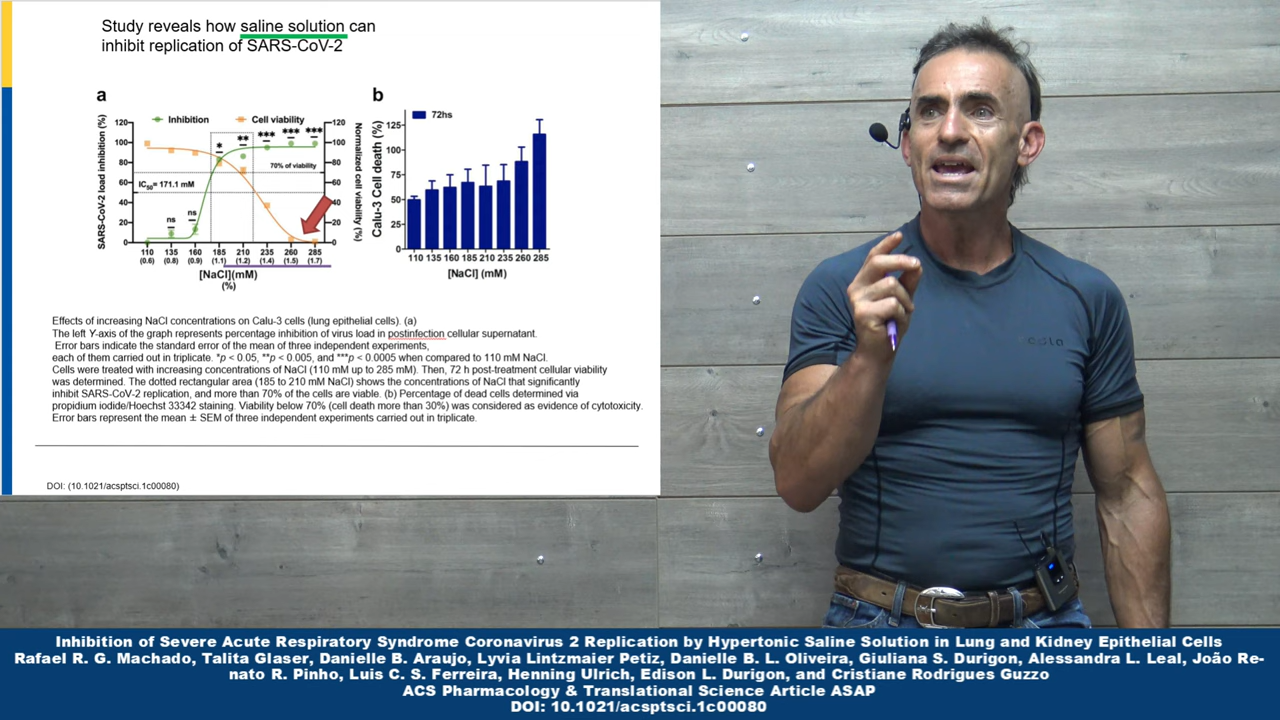 Study reveals how saline solution can
inhibit replication of SARS-CoV-2
a
Inhibition
Cell viability
SARS-CoV-2 load inhibition (%)
120
100
80
60
40
20
0
ns
ns
*
**
***
***
***
70% of viability
IC50= 171.1 mM
120
100
80
60
40
20
0
Normalized cell viability (%)
110 135 160 185 210 235 260 285
(0.6) (0.8) (0.9) (1.1) (1.2) (1.4) (1.5) (1.7)
[NaCl](mM)
(%)
b
72hs
Calu-3 Cell death (%)
125
100
75
50
25
0
110 135 160 185 210 235 260 285
[NaCl] (mM)
Effects of increasing NaCl concentrations on Calu-3 cells (lung epithelial cells). (a)
The left Y-axis of the graph represents percentage inhibition of virus load in postinfection cellular supernatant.
Error bars indicate the standard error of the mean of three independent experiments,
each of them carried out in triplicate. *p < 0.05, **p < 0.005, and ***p < 0.0005 when compared to 110 mM NaCl.
Cells were treated with increasing concentrations of NaCl (110 mM up to 285 mM). Then, 72 h post-treatment cellular viability
was determined. The dotted rectangular area (185 to 210 mM NaCl) shows the concentrations of NaCl that significantly
inhibit SARS-CoV-2 replication, and more than 70% of the cells are viable. (b) Percentage of dead cells determined via
propidium iodide/Hoechst 33342 staining. Viability below 70% (cell death more than 30%) was considered as evidence of cytotoxicity.
Error bars represent the mean ± SEM of three independent experiments carried out in triplicate.
DOI: (10.1021/acsptsci.1c00080)
Inhibition of Severe Acute Respiratory Syndrome Coronavirus 2 Replication by Hypertonic Saline Solution in Lung and Kidney Epithelial Cells
Rafael R. G. Machado, Talita Glaser, Danielle B. Araujo, Lyvia Lintzmaier Petiz, Danielle B. L. Oliveira, Giuliana S. Durigon, Alessandra L. Leal, João Re-
nato R. Pinho, Luis C. S. Ferreira, Henning Ulrich, Edison L. Durigon, and Cristiane Rodrigues Guzzo
ACS Pharmacology & Translational Science Article ASAP
DOI: 10.1021/acsptsci.1c00080